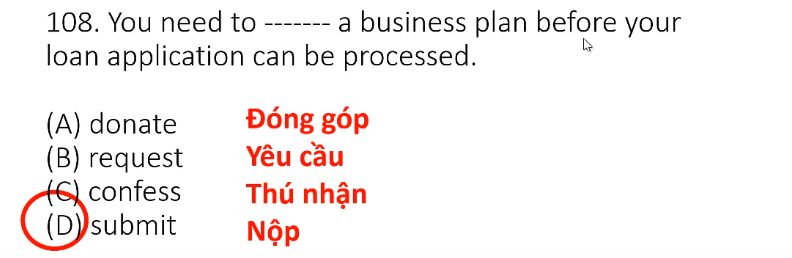 108. You need to ------- a business plan before your
loan application can be processed.
(A) donate Đóng góp
(B) request Yêu cầu
(C) confess Thú nhận
(D) submit Nộp